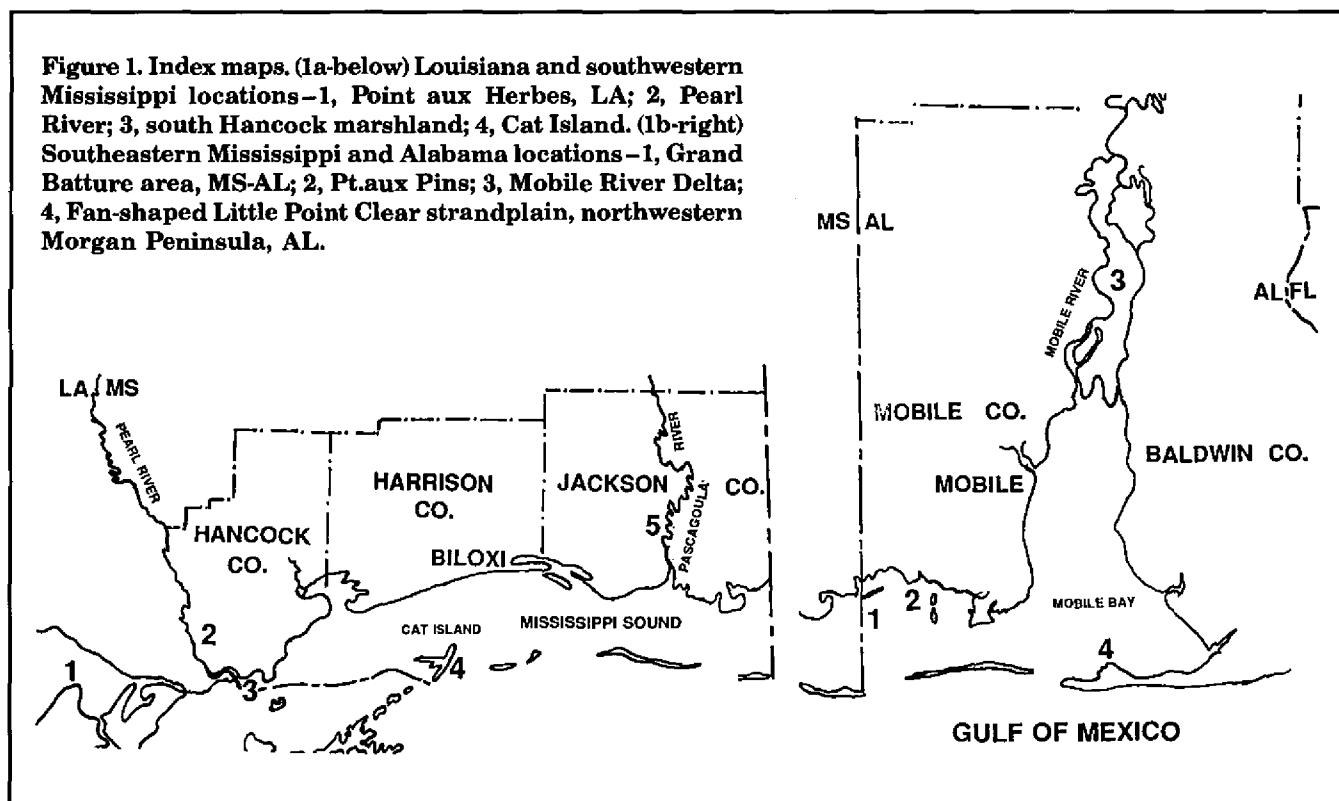 Figure 1. Index maps. (1a-below) Louisiana and southwestern
Mississippi locations–1, Point aux Herbes, LA; 2, Pearl
River; 3, south Hancock marshland; 4, Cat Island. (1b-right)
Southeastern Mississippi and Alabama locations–1, Grand
Batture area, MS-AL; 2, Pt.aux Pins; 3, Mobile River Delta;
4, Fan-shaped Little Point Clear strandplain, northwestern
Morgan Peninsula, AL.
LA MS
PEARL RIVER
HANCOCK
CO.
HARRISON
CO.
JACKSON CO.
RIVER
PASCAGOULA
5
BILOXI
CAT ISLAND
MISSISSIPPI SOUND
1
2
3
4
MS AL
MOBILE RIVER
3
AL FL
MOBILE CO.
MOBILE
BALDWIN CO.
MOBILE BAY
1
2
4
GULF OF MEXICO